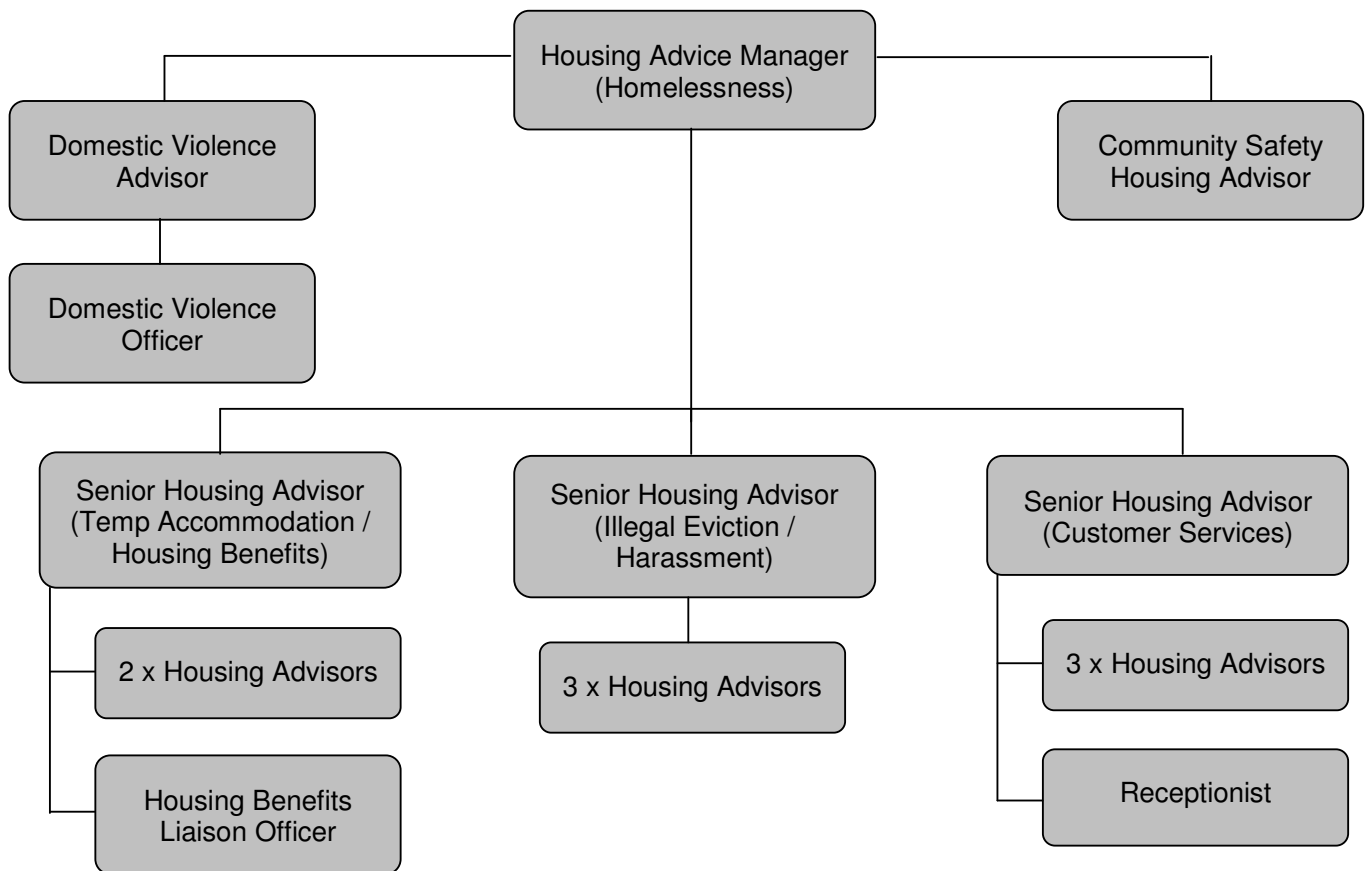 Housing Advice Manager
(Homelessness)
Domestic Violence
Advisor
Community Safety
Housing Advisor
Domestic Violence
Officer
Senior Housing Advisor
(Temp Accommodation /
Housing Benefits)
2 x Housing Advisors
Housing Benefits
Liaison Officer
Senior Housing Advisor
(Illegal Eviction /
Harassment)
3 x Housing Advisors
Senior Housing Advisor
(Customer Services)
3 x Housing Advisors
Receptionist